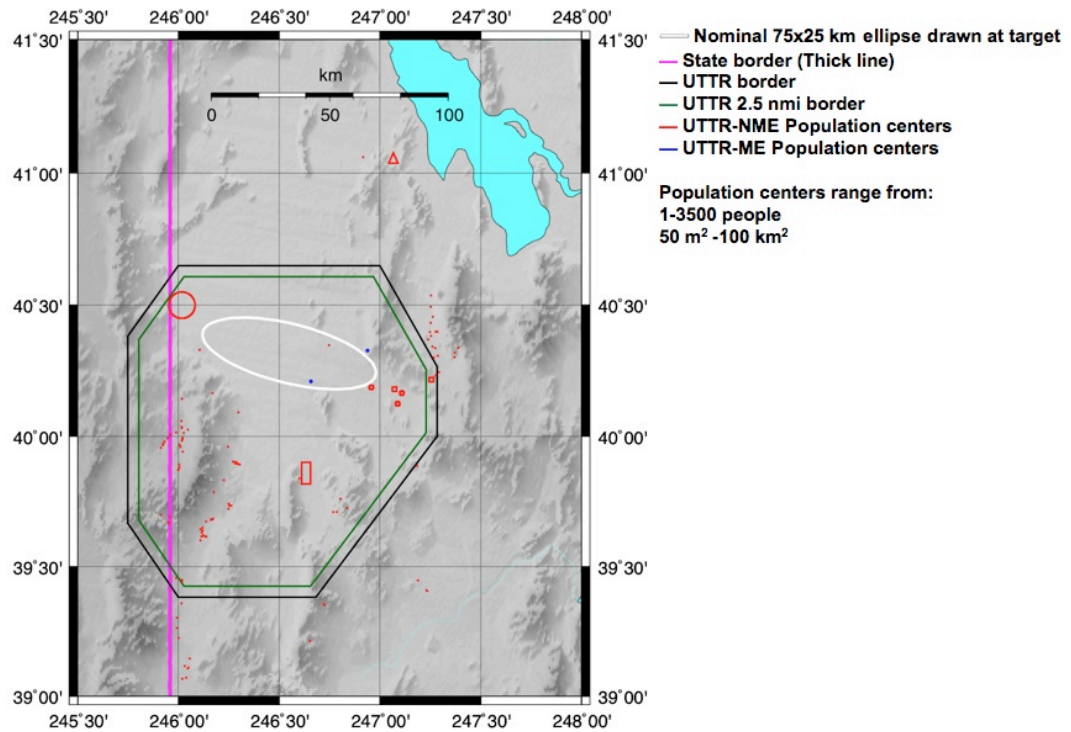 245˚30' 246˚00' 246˚30' 247˚00' 247˚30' 248˚00'
41˚30' 41˚30'
km
0 50 100
41˚00' 41˚00'
40˚30' 40˚30'
40˚00' 40˚00'
39˚30' 39˚30'
39˚00' 39˚00'
245˚30' 246˚00' 246˚30' 247˚00' 247˚30' 248˚00'
Nominal 75x25 km ellipse drawn at target
State border (Thick line)
UTTR border
UTTR 2.5 nmi border
UTTR-NME Population centers
UTTR-ME Population centers
Population centers range from:
1-3500 people
50 m² -100 km²